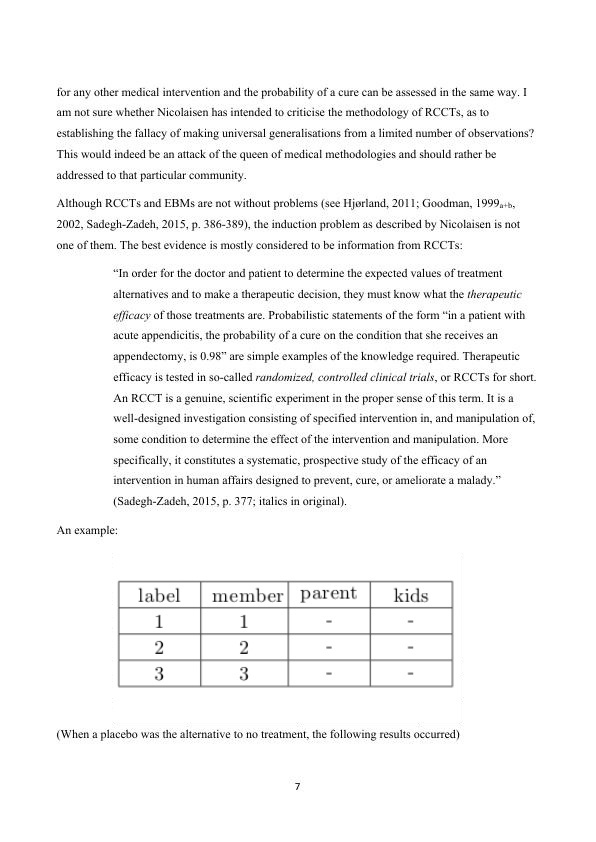 for any other medical intervention and the probability of a cure can be assessed in the same way. I
am not sure whether Nicolaisen has intended to criticise the methodology of RCCTs, as to
establishing the fallacy of making universal generalisations from a limited number of observations?
This would indeed be an attack of the queen of medical methodologies and should rather be
addressed to that particular community.
Although RCCTs and EBMs are not without problems (see Hjørland, 2011; Goodman, 1999a+b,
2002, Sadegh-Zadeh, 2015, p. 386-389), the induction problem as described by Nicolaisen is not
one of them. The best evidence is mostly considered to be information from RCCTs:
“In order for the doctor and patient to determine the expected values of treatment
alternatives and to make a therapeutic decision, they must know what the therapeutic
efficacy of those treatments are. Probabilistic statements of the form “in a patient with
acute appendicitis, the probability of a cure on the condition that she receives an
appendectomy, is 0.98” are simple examples of the knowledge required. Therapeutic
efficacy is tested in so-called randomized, controlled clinical trials, or RCCTs for short.
An RCCT is a genuine, scientific experiment in the proper sense of this term. It is a
well-designed investigation consisting of specified intervention in, and manipulation of,
some condition to determine the effect of the intervention and manipulation. More
specifically, it constitutes a systematic, prospective study of the efficacy of an
intervention in human affairs designed to prevent, cure, or ameliorate a malady.”
(Sadegh-Zadeh, 2015, p. 377; italics in original).
An example:
label member parent kids
1 1 - -
2 2 - -
3 3 - -
(When a placebo was the alternative to no treatment, the following results occurred)
7